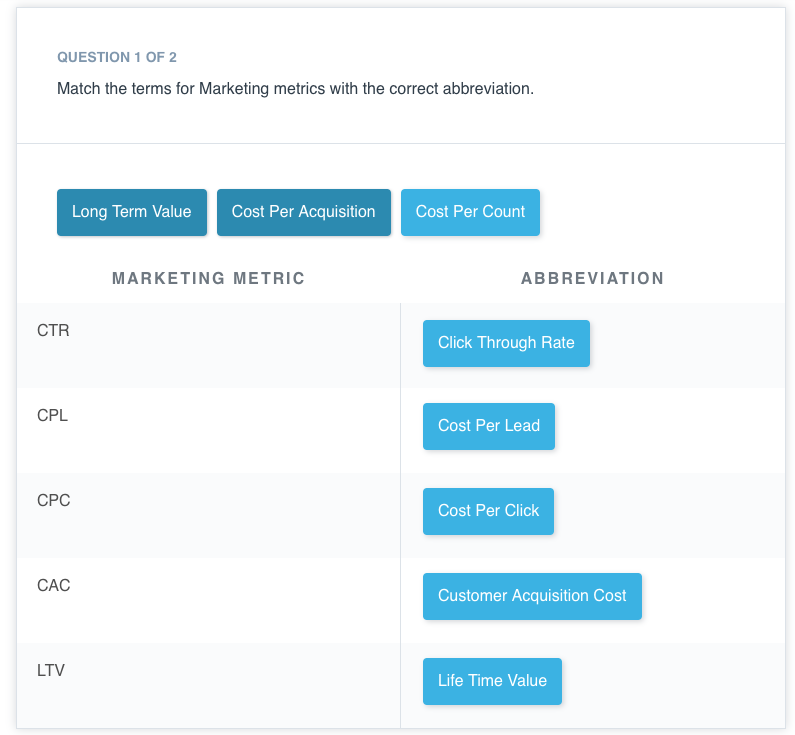 QUESTION 1 OF 2
Match the terms for Marketing metrics with the correct abbreviation.
Long Term Value Cost Per Acquisition Cost Per Count
MARKETING METRIC ABBREVIATION
CTR Click Through Rate
CPL Cost Per Lead
CPC Cost Per Click
CAC Customer Acquisition Cost
LTV Life Time Value